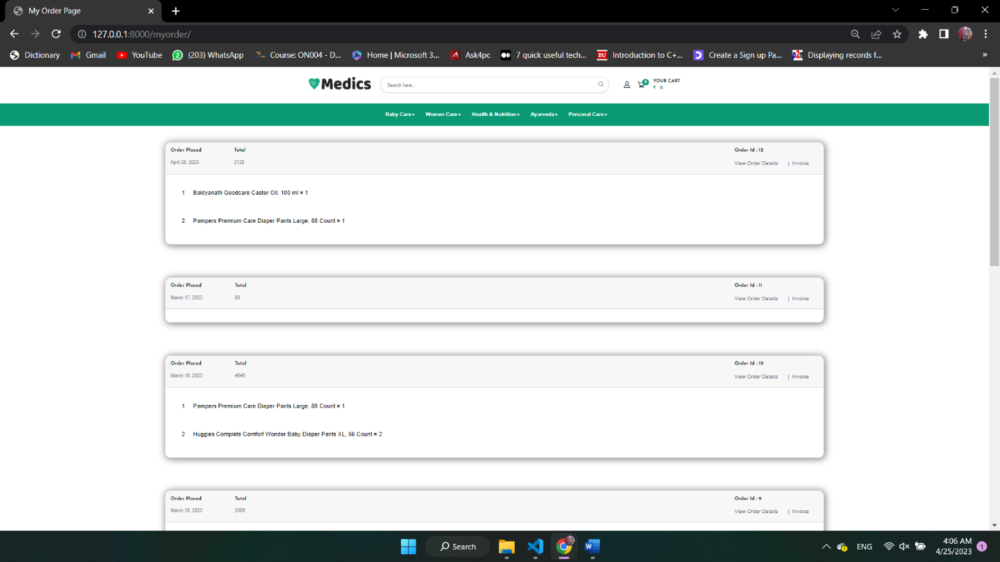 My Order Page
127.0.0.1:8000/myorder/
Dictionary Gmail YouTube (203) WhatsApp Course: ON004 - D... Home | Microsoft 3... Ask4pc 7 quick useful tech... BU Introduction to C+... Create a Sign up Pa... Displaying records f... »
Medics Search here... 0 YOUR CART
₹ 0
Baby Care+ Women Care+ Health & Nutrition+ Ayurveda+ Personal Care+
Order Placed Total Order Id : 12
April 25, 2023 2128 View Order Details | Invoice
1 Baidyanath Goodcare Castor Oil, 100 ml × 1
2 Pampers Premium Care Diaper Pants Large, 88 Count × 1
Order Placed Total Order Id : 11
March 17, 2023 50 View Order Details | Invoice
Order Placed Total Order Id : 10
March 16, 2023 4646 View Order Details | Invoice
1 Pampers Premium Care Diaper Pants Large, 88 Count × 1
2 Huggies Complete Comfort Wonder Baby Diaper Pants XL, 66 Count × 2
Order Placed Total Order Id : 9
March 16, 2023 2008 View Order Details | Invoice
Search ENG 4:06 AM 1
4/25/2023